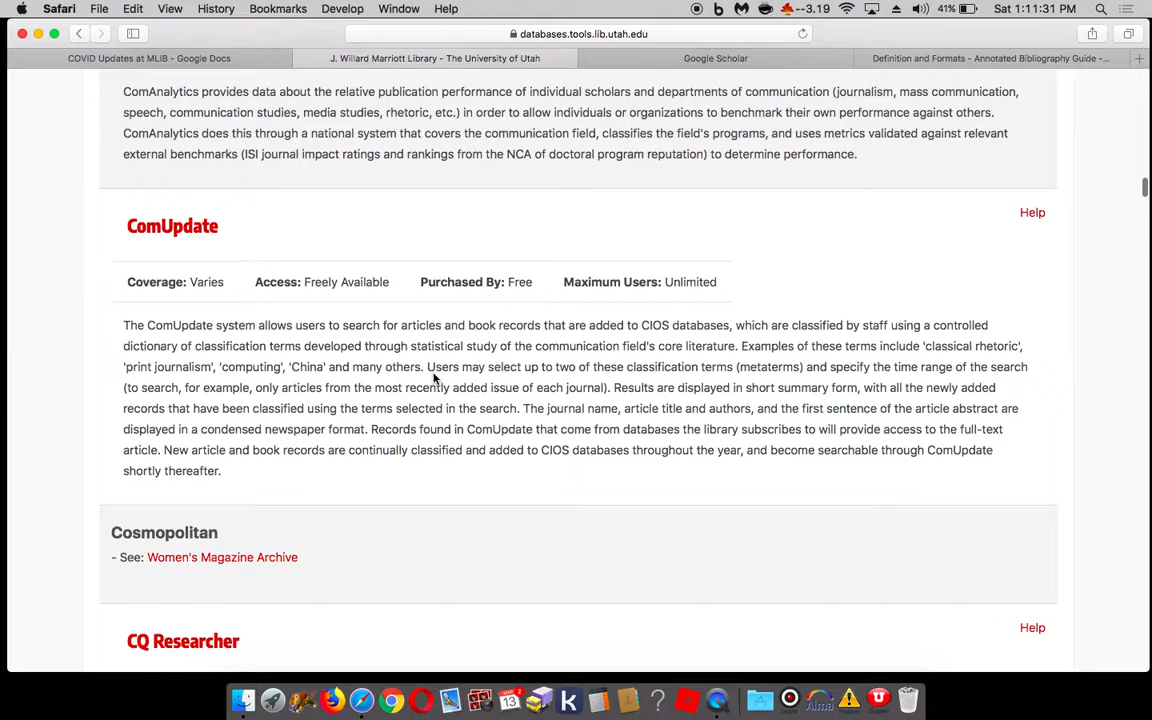 Safari File Edit View History Bookmarks Develop Window Help --3.19 41% Sat 1:11:31 PM
databases.tools.lib.utah.edu
COVID Updates at MLIB - Google Docs J. Willard Marriott Library - The University of Utah Google Scholar Definition and Formats - Annotated Bibliography Guide -...
ComAnalytics provides data about the relative publication performance of individual scholars and departments of communication (journalism, mass communication,
speech, communication studies, media studies, rhetoric, etc.) in order to allow individuals or organizations to benchmark their own performance against others.
ComAnalytics does this through a national system that covers the communication field, classifies the field's programs, and uses metrics validated against relevant
external benchmarks (ISI journal impact ratings and rankings from the NCA of doctoral program reputation) to determine performance.
Help
ComUpdate
Coverage: Varies Access: Freely Available Purchased By: Free Maximum Users: Unlimited
The ComUpdate system allows users to search for articles and book records that are added to CIOS databases, which are classified by staff using a controlled
dictionary of classification terms developed through statistical study of the communication field's core literature. Examples of these terms include 'classical rhetoric',
'print journalism', 'computing', 'China' and many others. Users may select up to two of these classification terms (metaterms) and specify the time range of the search
(to search, for example, only articles from the most recently added issue of each journal). Results are displayed in short summary form, with all the newly added
records that have been classified using the terms selected in the search. The journal name, article title and authors, and the first sentence of the article abstract are
displayed in a condensed newspaper format. Records found in ComUpdate that come from databases the library subscribes to will provide access to the full-text
article. New article and book records are continually classified and added to CIOS databases throughout the year, and become searchable through ComUpdate
shortly thereafter.
Cosmopolitan
- See: Women's Magazine Archive
Help
CQ Researcher
MAR 13 2
Alma